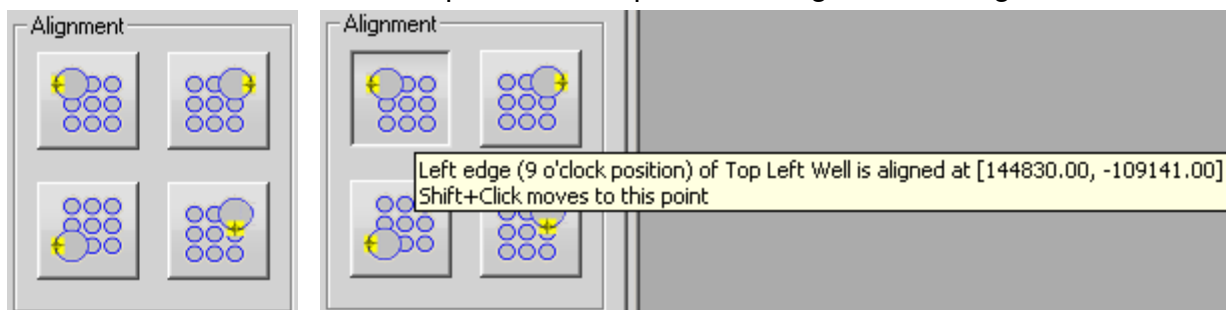 Alignment
Alignment
Left edge (9 o'clock position) of Top Left Well is aligned at [144830.00, -109141.00]
Shift+Click moves to this point